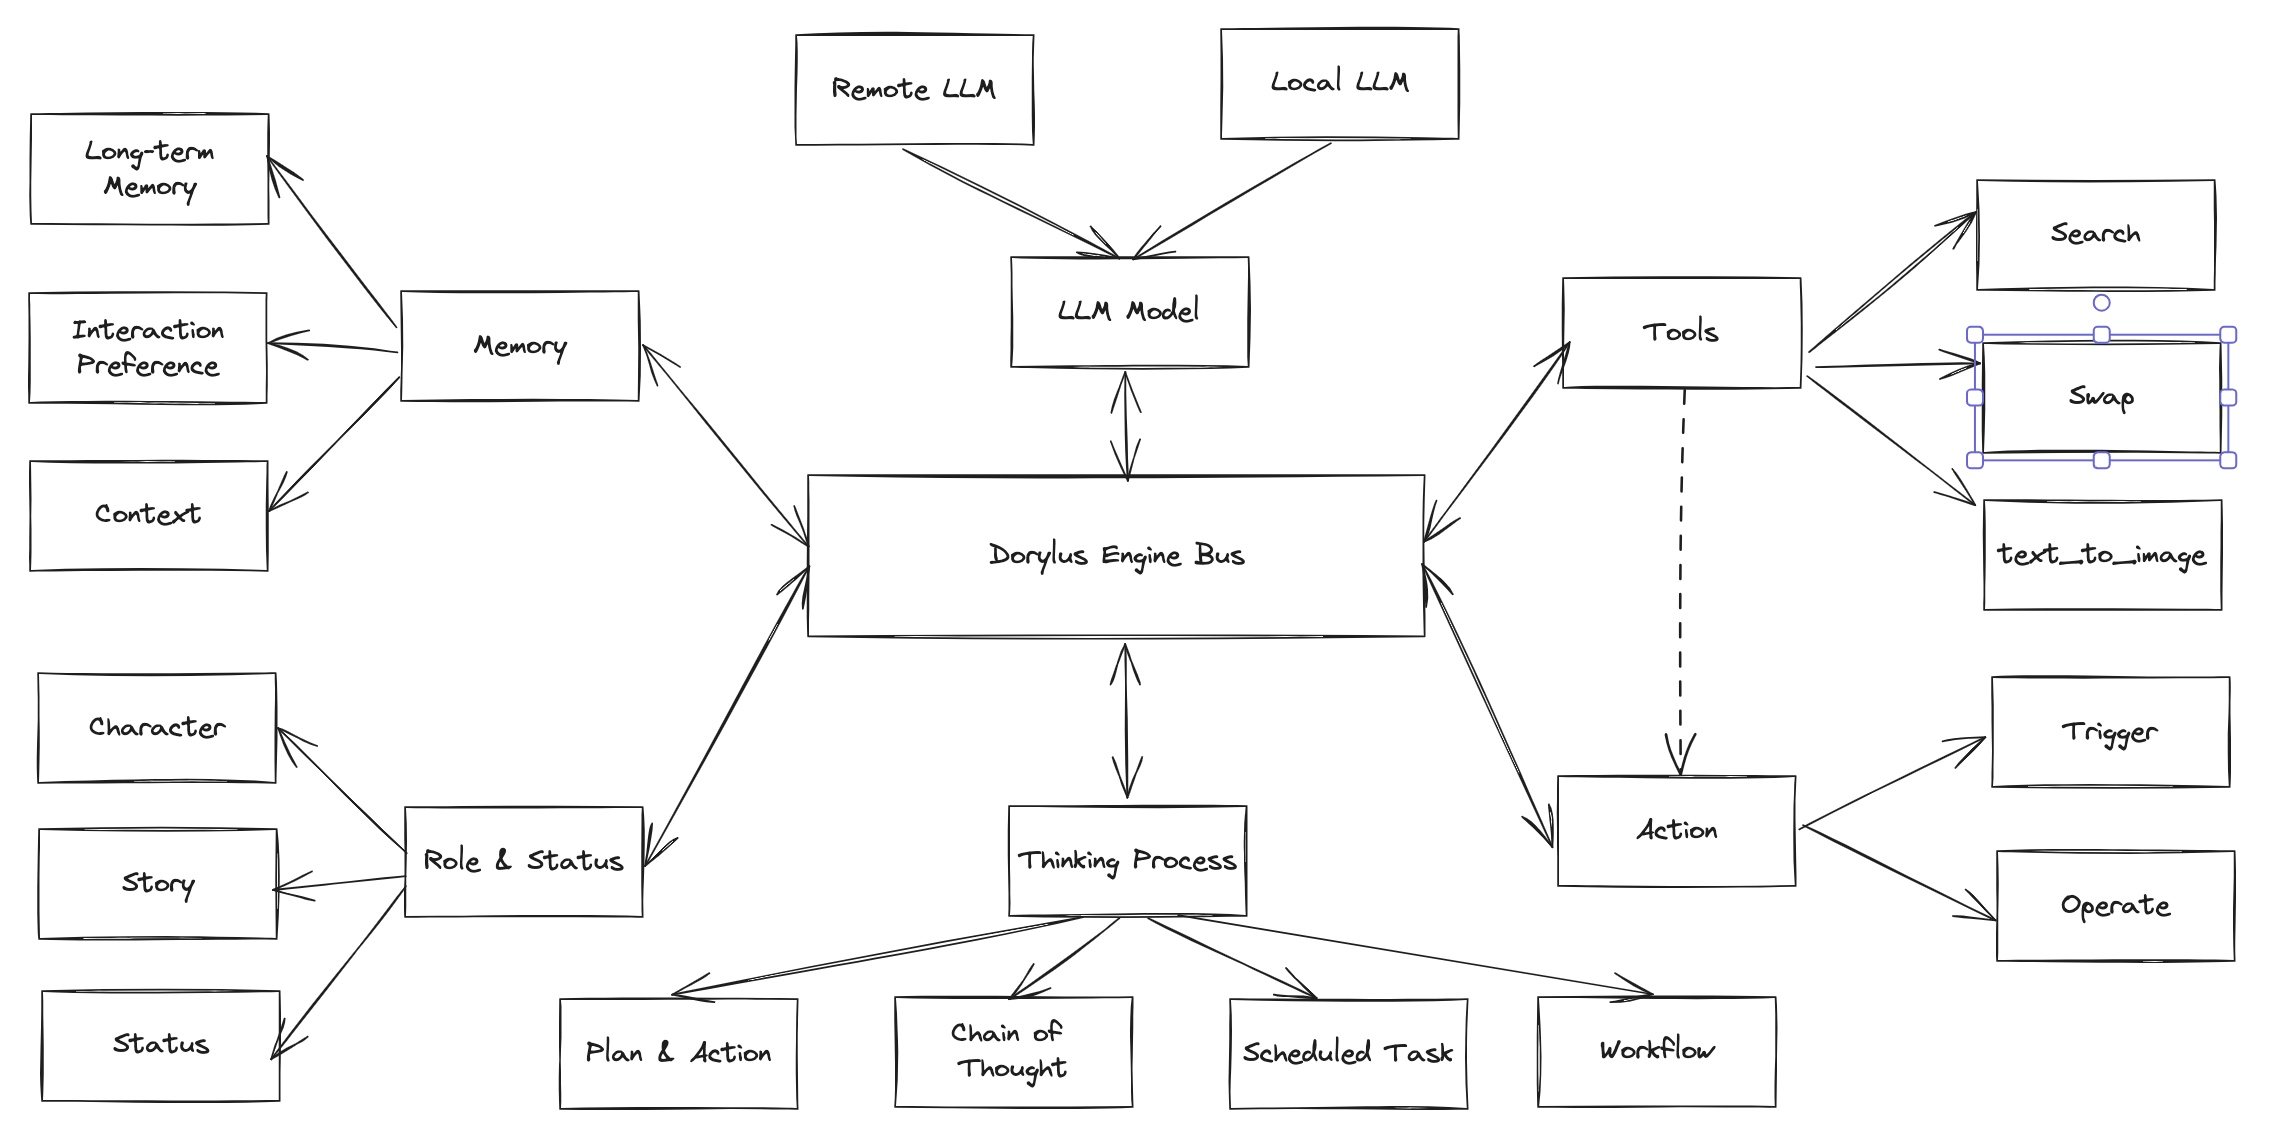 Remote LLM
Local LLM
Long-term
Memory
Search
Interaction
Preference
Memory
LLM Model
Tools
Swap
Context
Dorylus Engine Bus
text_to_image
Character
Trigger
Role & Status
Thinking Process
Action
Story
Operate
Status
Plan & Action
Chain of
Thought
Scheduled Task
Workflow